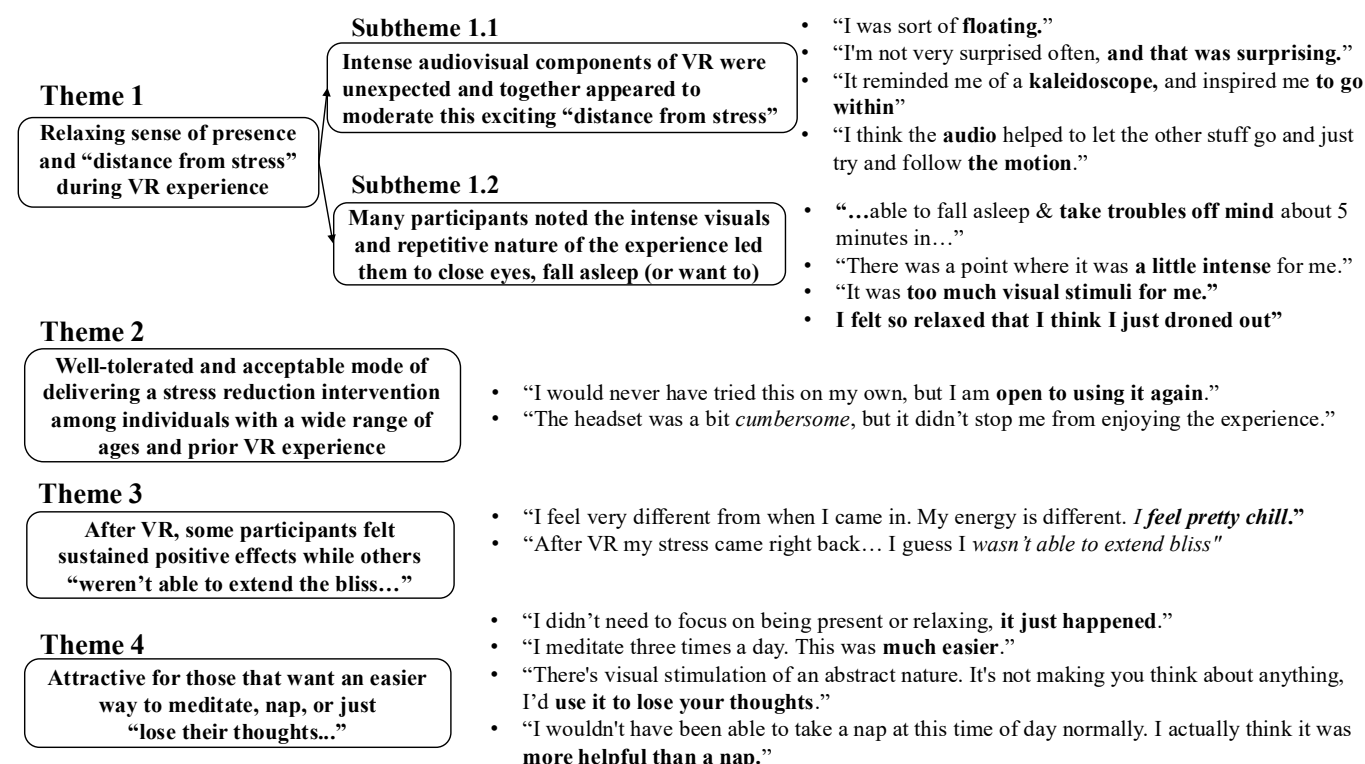 Theme 1
Relaxing sense of presence
and “distance from stress”
during VR experience
Subtheme 1.1
Intense audiovisual components of VR were
unexpected and together appeared to
moderate this exciting “distance from stress”
• “I was sort of floating.”
• “I'm not very surprised often, and that was surprising.”
• “It reminded me of a kaleidoscope, and inspired me to go
within”
• “I think the audio helped to let the other stuff go and just
try and follow the motion.”
Subtheme 1.2
Many participants noted the intense visuals
and repetitive nature of the experience led
them to close eyes, fall asleep (or want to)
• “…able to fall asleep & take troubles off mind about 5
minutes in…”
• “There was a point where it was a little intense for me.”
• “It was too much visual stimuli for me.”
• I felt so relaxed that I think I just droned out”
Theme 2
Well-tolerated and acceptable mode of
delivering a stress reduction intervention
among individuals with a wide range of
ages and prior VR experience
• “I would never have tried this on my own, but I am open to using it again.”
• “The headset was a bit cumbersome, but it didn’t stop me from enjoying the experience.”
Theme 3
After VR, some participants felt
sustained positive effects while others
“weren’t able to extend the bliss…”
• “I feel very different from when I came in. My energy is different. I feel pretty chill.”
• “After VR my stress came right back… I guess I wasn’t able to extend bliss"
Theme 4
Attractive for those that want an easier
way to meditate, nap, or just
“lose their thoughts...”
• “I didn’t need to focus on being present or relaxing, it just happened.”
• “I meditate three times a day. This was much easier.”
• “There's visual stimulation of an abstract nature. It's not making you think about anything,
I’d use it to lose your thoughts.”
• “I wouldn't have been able to take a nap at this time of day normally. I actually think it was
more helpful than a nap.”